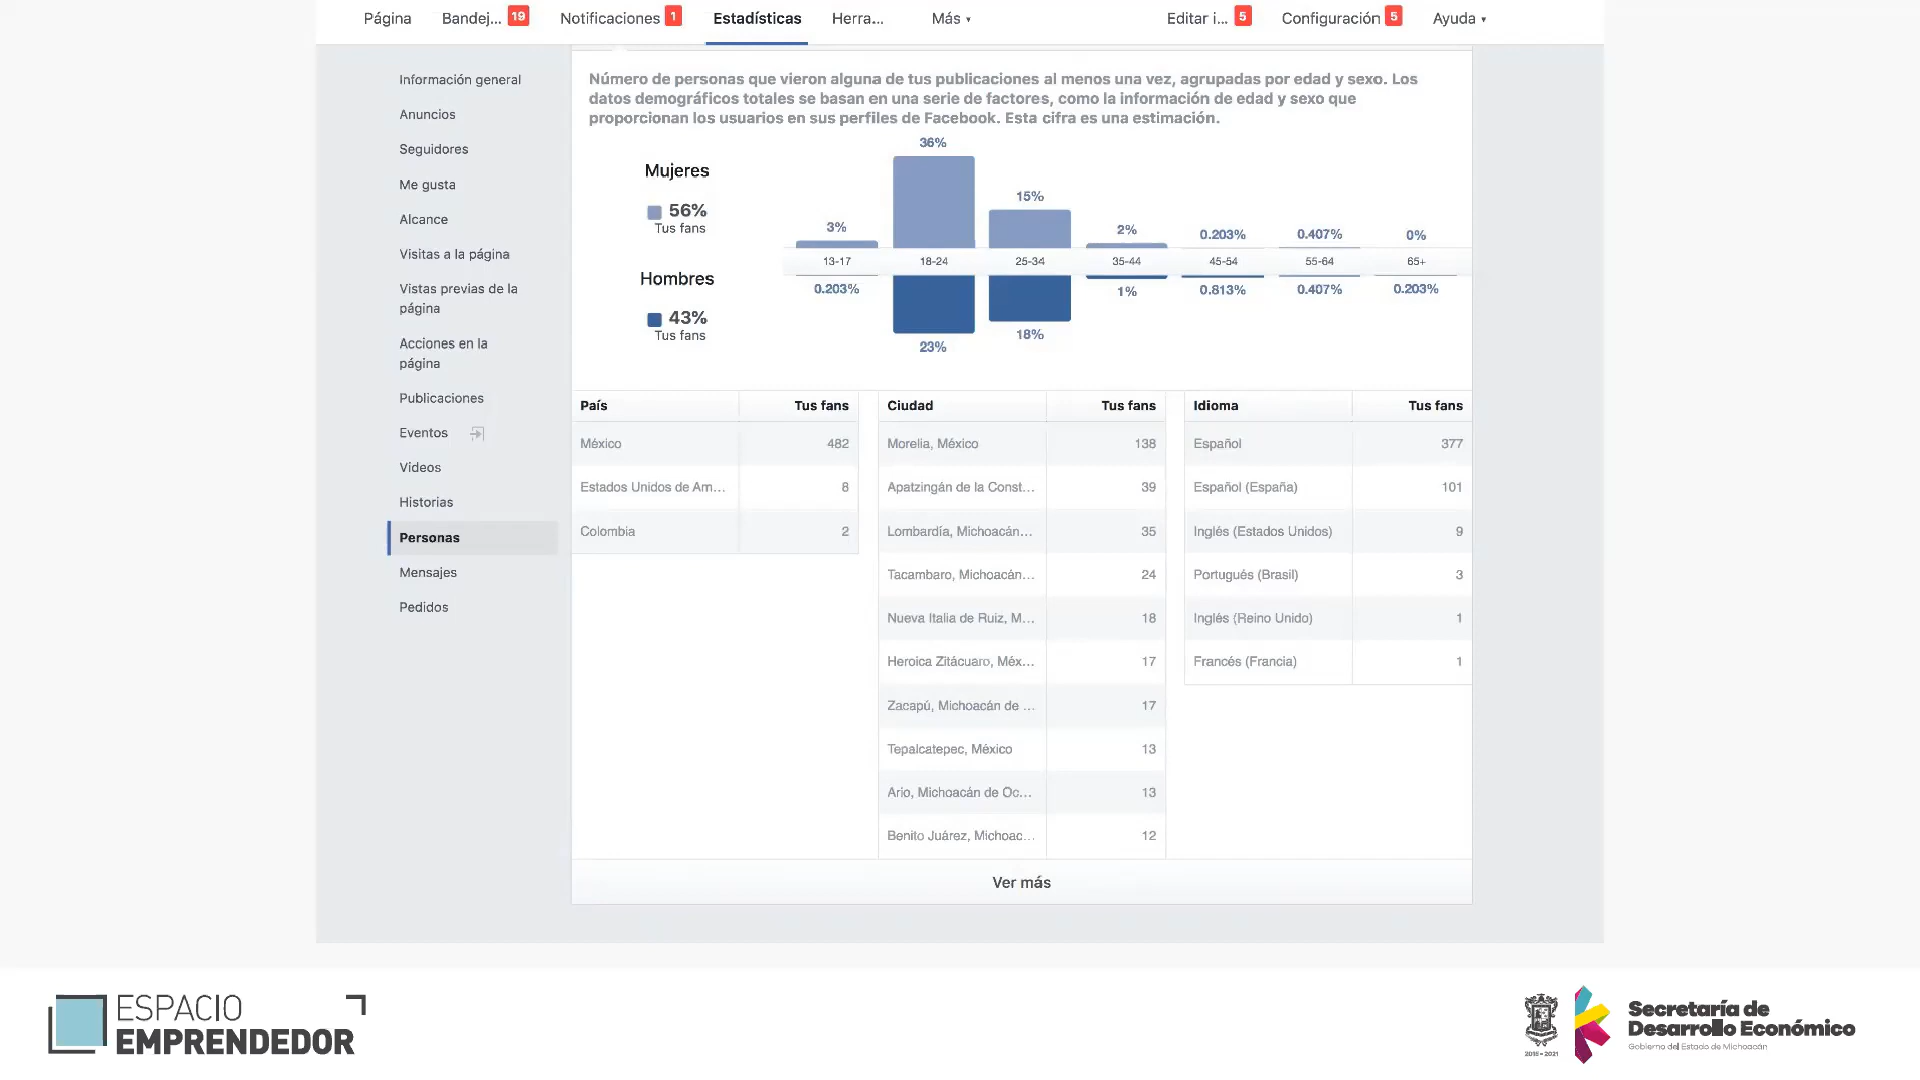 Página Bandej... 19 Notificaciones 1 Estadísticas Herra... Más Editar i... 5 Configuración 5 Ayuda
Información general
Anuncios
Seguidores
Me gusta
Alcance
Visitas a la página
Vistas previas de la
página
Acciones en la
página
Publicaciones
Eventos
Videos
Historias
Personas
Mensajes
Pedidos
Número de personas que vieron alguna de tus publicaciones al menos una vez, agrupadas por edad y sexo. Los
datos demográficos totales se basan en una serie de factores, como la información de edad y sexo que
proporcionan los usuarios en sus perfiles de Facebook. Esta cifra es una estimación.
Mujeres
56%
Tus fans
Hombres
43%
Tus fans
3% 36% 15% 2% 0.203% 0.407% 0%
13-17 18-24 25-34 35-44 45-54 55-64 65+
0.203% 23% 18% 1% 0.813% 0.407% 0.203%
País Tus fans
México 482
Estados Unidos de Am... 8
Colombia 2
Ciudad Tus fans
Morelia, México 138
Apatzingán de la Const... 39
Lombardía, Michoacán... 35
Tacambaro, Michoacán... 24
Nueva Italia de Ruiz, M... 18
Heroica Zitácuaro, Méx... 17
Zacapú, Michoacán de ... 17
Tepalcatepec, México 13
Ario, Michoacán de Oc... 13
Benito Juárez, Michoac... 12
Idioma Tus fans
Español 377
Español (España) 101
Inglés (Estados Unidos) 9
Portugués (Brasil) 3
Inglés (Reino Unido) 1
Francés (Francia) 1
Ver más
ESPACIO
EMPRENDEDOR
2015-2021
Secretaría de
Desarrollo Económico
Gobierno del Estado de Michoacán